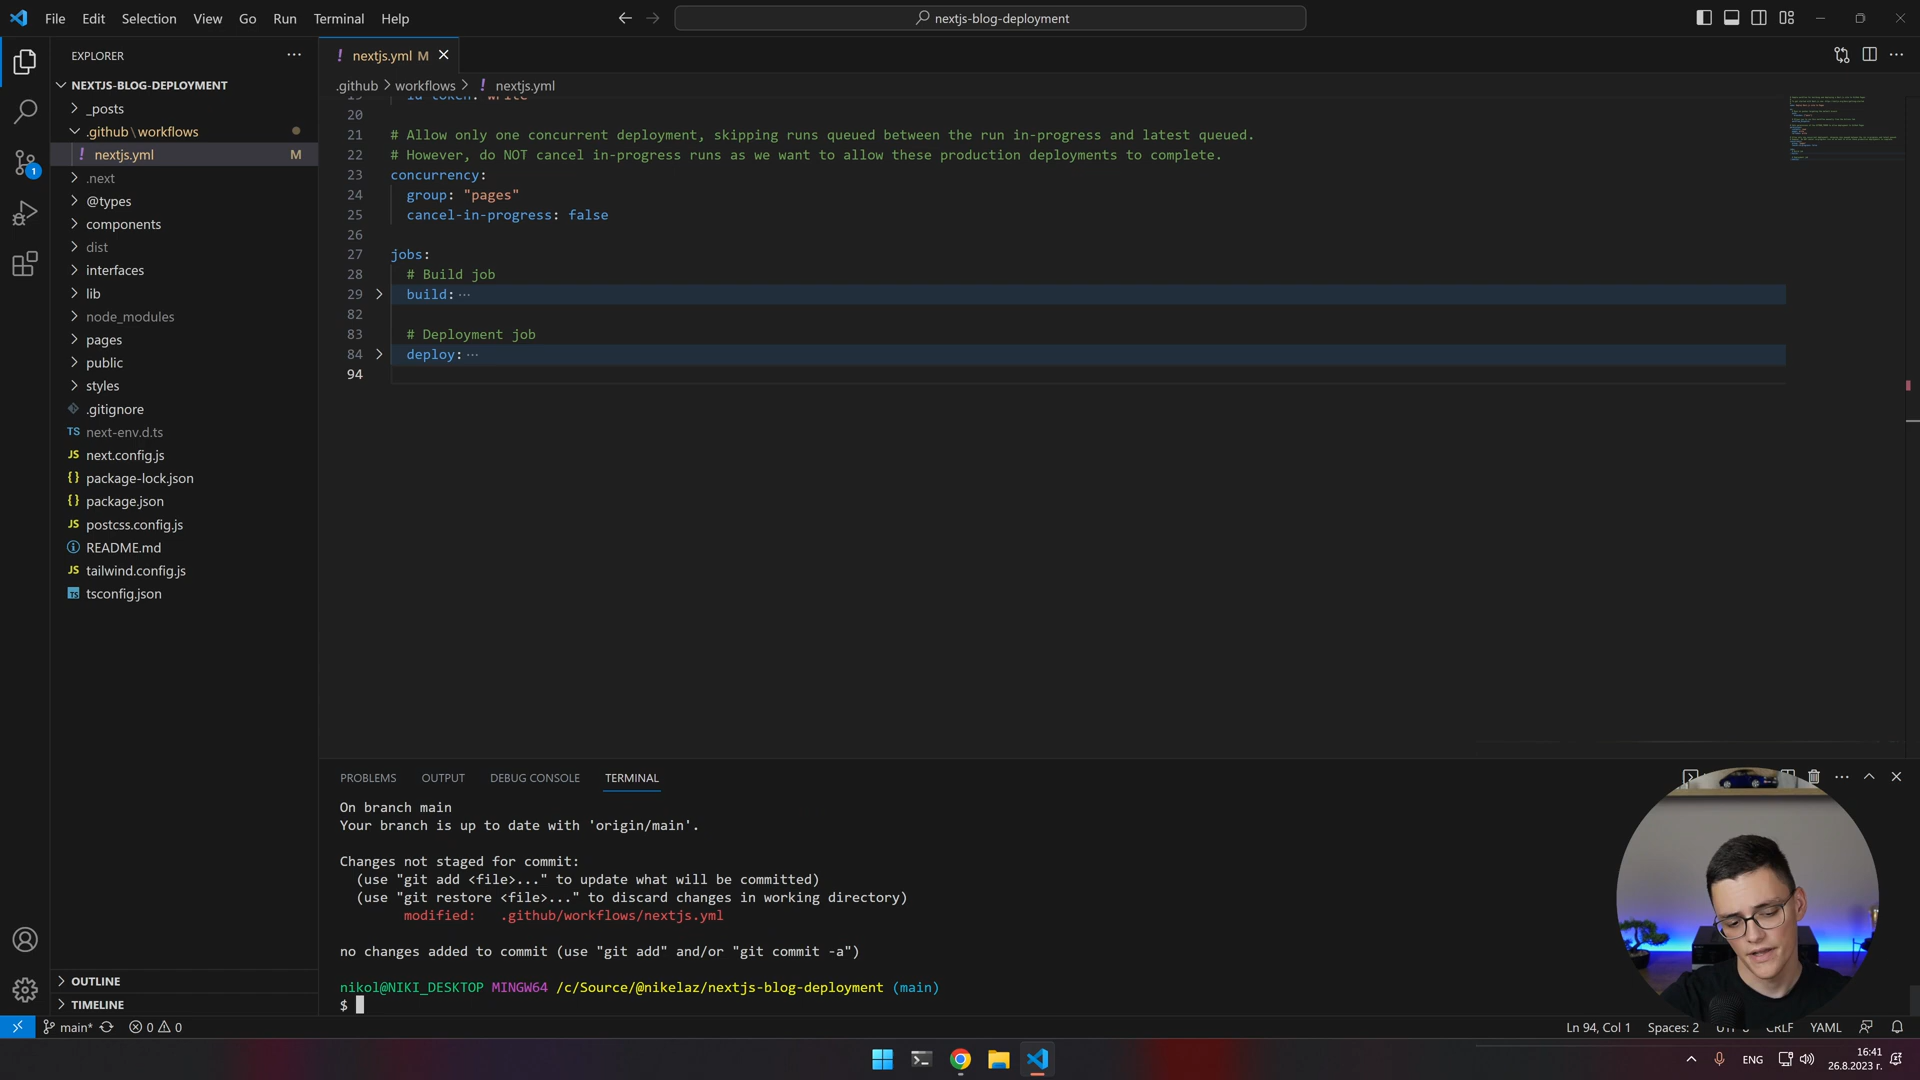 File Edit Selection View Go Run Terminal Help
nextjs-blog-deployment
EXPLORER
nextjs.yml M
NEXTJS-BLOG-DEPLOYMENT
_posts
.github\workflows
nextjs.yml M
.next
@types
components
dist
interfaces
lib
node_modules
pages
public
styles
.gitignore
TS next-env.d.ts
JS next.config.js
{} package-lock.json
{} package.json
JS postcss.config.js
README.md
JS tailwind.config.js
TS tsconfig.json
OUTLINE
TIMELINE
1
.github > workflows > ! nextjs.yml
19 id-token: write
20
21 # Allow only one concurrent deployment, skipping runs queued between the run in-progress and latest queued.
22 # However, do NOT cancel in-progress runs as we want to allow these production deployments to complete.
23 concurrency:
24 group: "pages"
25 cancel-in-progress: false
26
27 jobs:
28 # Build job
29 build: ...
82
83 # Deployment job
84 deploy: ...
94
PROBLEMS OUTPUT DEBUG CONSOLE TERMINAL
On branch main
Your branch is up to date with 'origin/main'.
Changes not staged for commit:
(use "git add <file>..." to update what will be committed)
(use "git restore <file>..." to discard changes in working directory)
modified: .github/workflows/nextjs.yml
no changes added to commit (use "git add" and/or "git commit -a")
nikol@NIKI_DESKTOP MINGW64 /c/Source/@nikelaz/nextjs-blog-deployment (main)
$
main* 0 0
Ln 94, Col 1 Spaces: 2 CRLF YAML
ENG
16:41
26.8.2023 г.